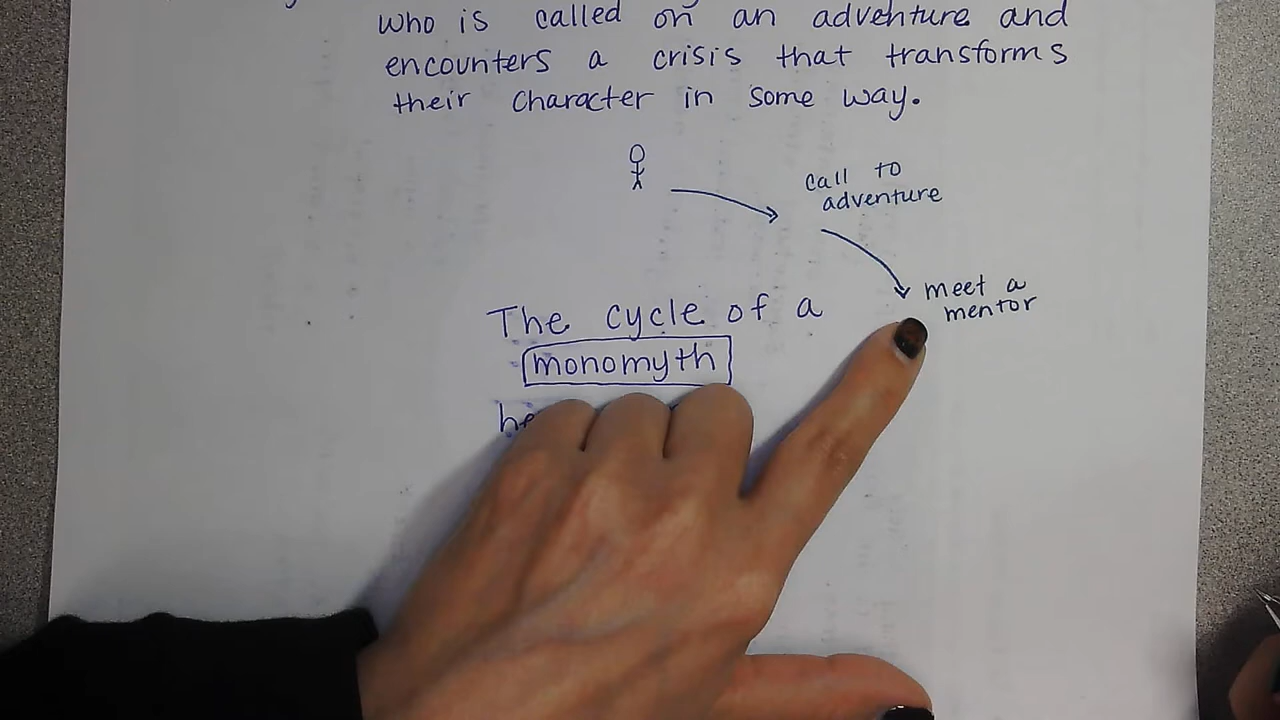 who is called on an adventure and
encounters a crisis that transforms
their character in some way.
call to
adventure
meet a
mentor
The cycle of a
monomyth